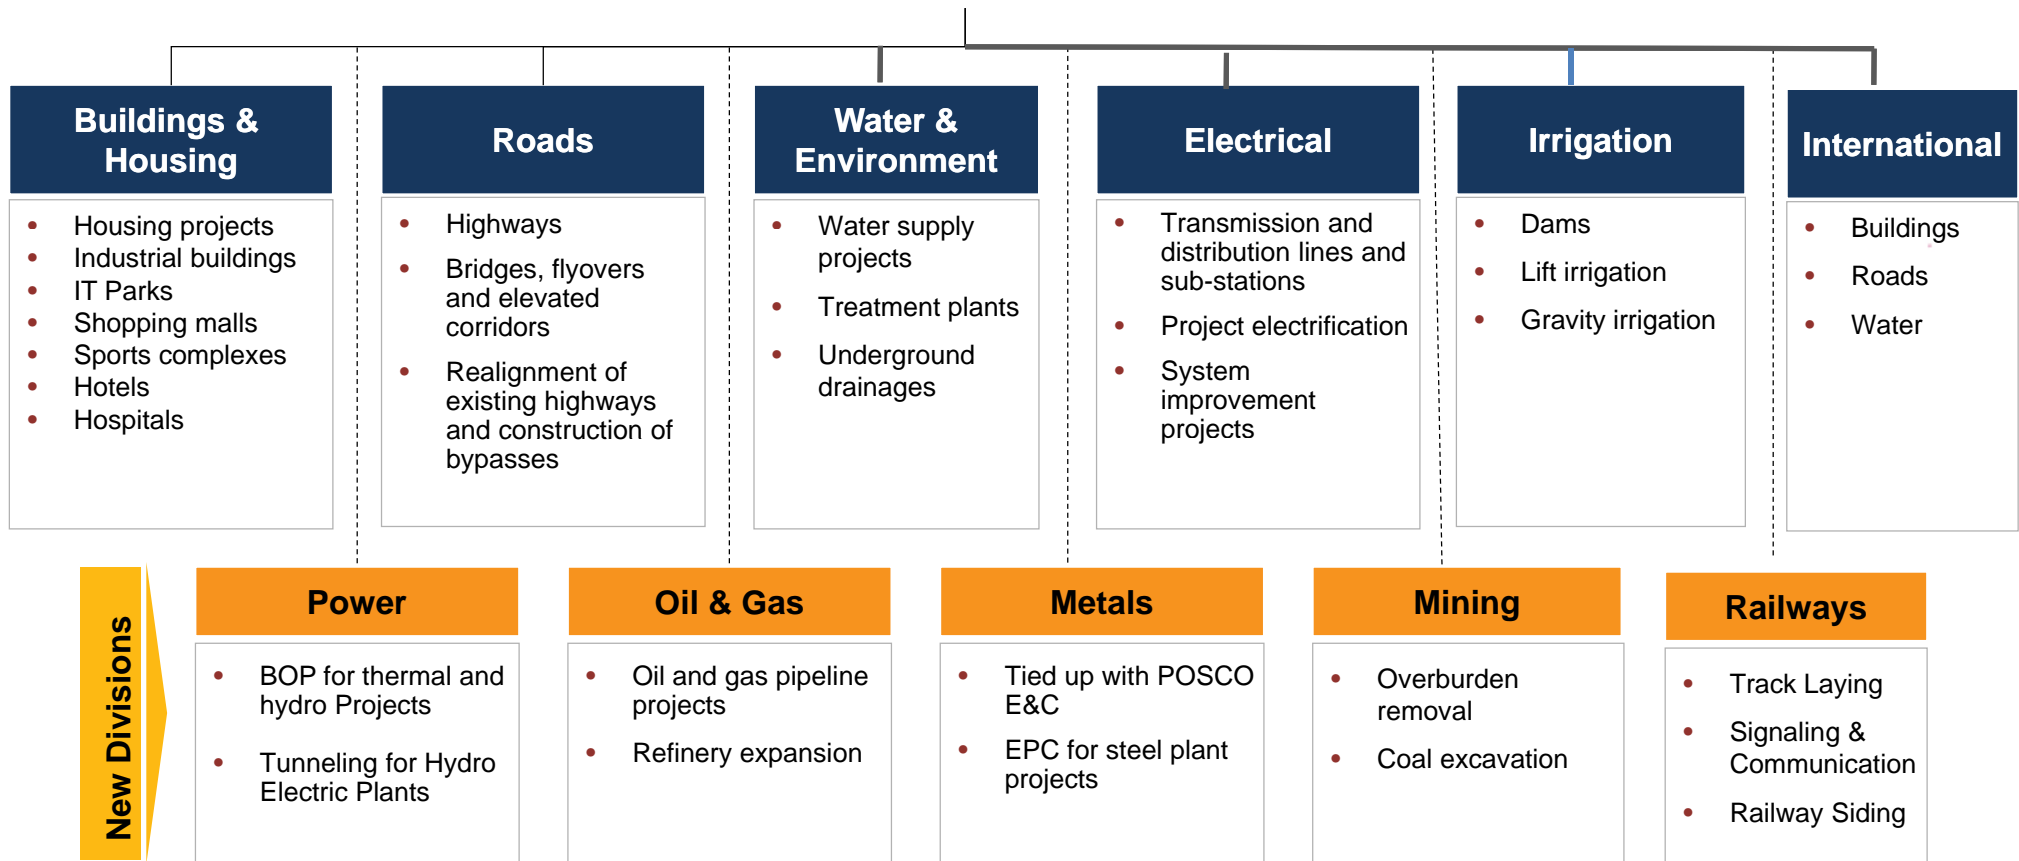 Buildings &
Housing
Housing projects
Industrial buildings
IT Parks
Shopping malls
Sports complexes
Hotels
Hospitals
Roads
Highways
Bridges, flyovers
and elevated
corridors
Realignment of
existing highways
and construction of
bypasses
Water &
Environment
Water supply
projects
Treatment plants
Underground
drainages
Electrical
Transmission and
distribution lines and
sub-stations
Project electrification
System
improvement
projects
Irrigation
Dams
Lift irrigation
Gravity irrigation
International
Buildings
Roads
Water
New Divisions
Power
BOP for thermal and
hydro Projects
Tunneling for Hydro
Electric Plants
Oil & Gas
Oil and gas pipeline
projects
Refinery expansion
Metals
Tied up with POSCO
E&C
EPC for steel plant
projects
Mining
Overburden
removal
Coal excavation
Railways
Track Laying
Signaling &
Communication
Railway Siding